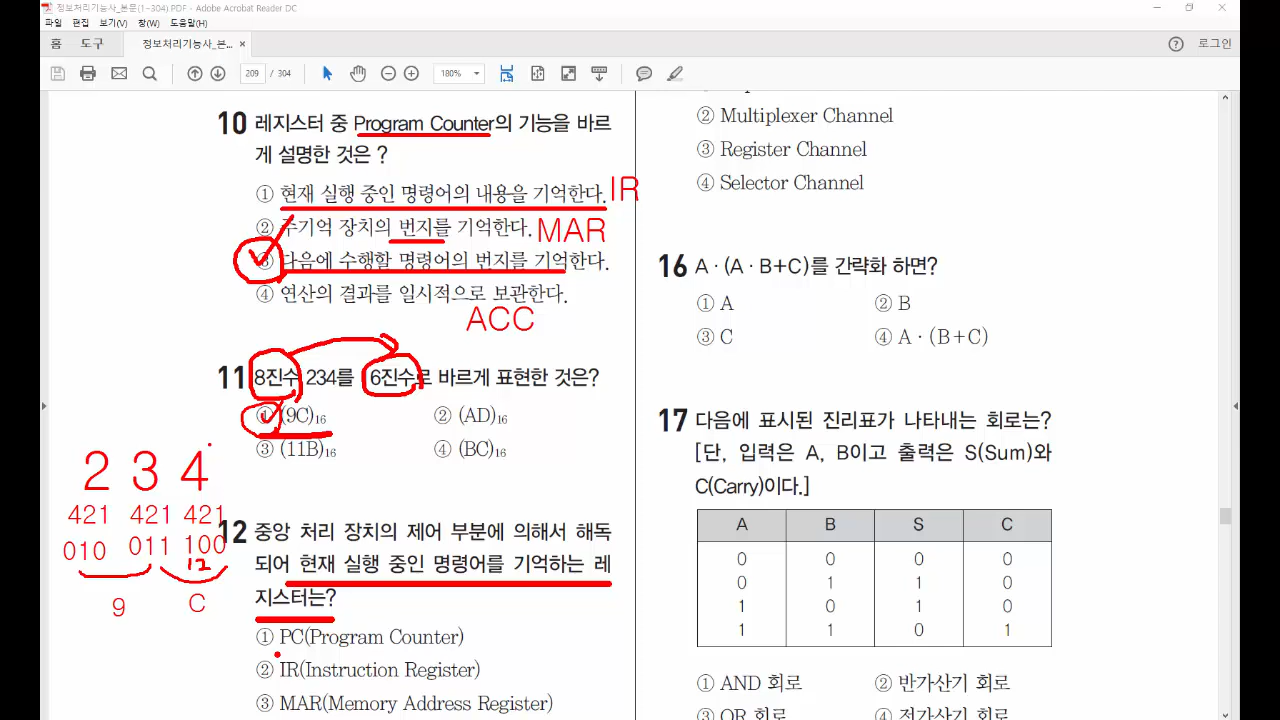 정보처리기능사_본문(1-304).PDF - Adobe Acrobat Reader DC
파일 편집 보기(V) 창(W) 도움말(H)
홈 도구 정보처리기능사_본... × 로그인
209 / 304 180%
10 레지스터 중 Program Counter의 기능을 바르
게 설명한 것은 ?
① 현재 실행 중인 명령어의 내용을 기억한다. IR
② 주기억 장치의 번지를 기억한다. MAR
③ 다음에 수행할 명령어의 번지를 기억한다.
④ 연산의 결과를 일시적으로 보관한다.
ACC
11 8진수 234를 6진수로 바르게 표현한 것은?
① (9C)₁₆ ② (AD)₁₆
③ (11B)₁₆ ④ (BC)₁₆
2 3 4
421 421 421
010 011 100
12
9 C
12 중앙 처리 장치의 제어 부분에 의해서 해독
되어 현재 실행 중인 명령어를 기억하는 레
지스터는?
① PC(Program Counter)
② IR(Instruction Register)
③ MAR(Memory Address Register)
② Multiplexer Channel
③ Register Channel
④ Selector Channel
16 A · (A · B+C)를 간략화 하면?
① A ② B
③ C ④ A · (B+C)
17 다음에 표시된 진리표가 나타내는 회로는?
[단, 입력은 A, B이고 출력은 S(Sum)와
C(Carry)이다.]
A B S C
0 0 0 0
0 1 1 0
1 0 1 0
1 1 0 1
① AND 회로 ② 반가산기 회로
③ OR 회로 ④ 전가산기 회로